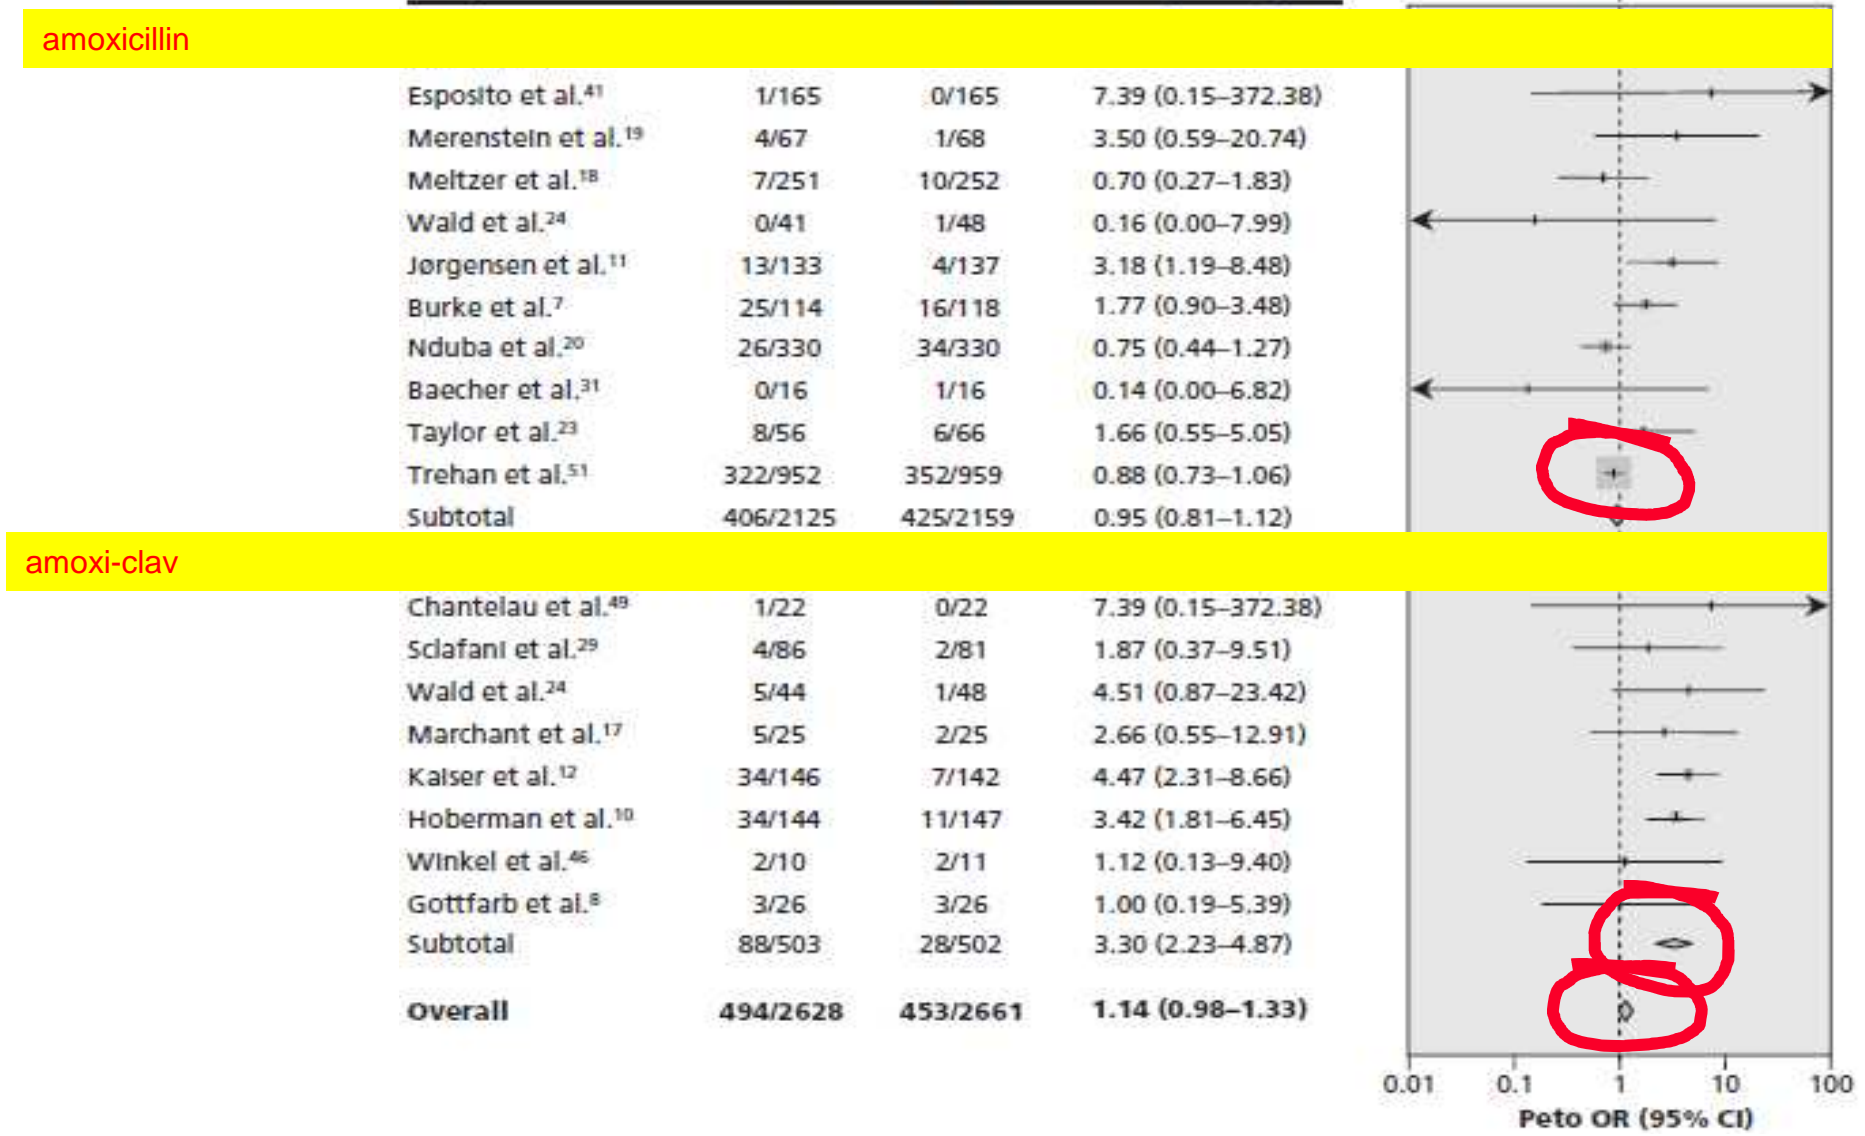 amoxicillin
Esposito et al.⁴¹ 1/165 0/165 7.39 (0.15–372.38)
Merenstein et al.¹⁹ 4/67 1/68 3.50 (0.59–20.74)
Meltzer et al.¹⁸ 7/251 10/252 0.70 (0.27–1.83)
Wald et al.²⁴ 0/41 1/48 0.16 (0.00–7.99)
Jørgensen et al.¹¹ 13/133 4/137 3.18 (1.19–8.48)
Burke et al.⁷ 25/114 16/118 1.77 (0.90–3.48)
Nduba et al.²⁰ 26/330 34/330 0.75 (0.44–1.27)
Baecher et al.³¹ 0/16 1/16 0.14 (0.00–6.82)
Taylor et al.²³ 8/56 6/66 1.66 (0.55–5.05)
Trehan et al.⁵¹ 322/952 352/959 0.88 (0.73–1.06)
Subtotal 406/2125 425/2159 0.95 (0.81–1.12)
amoxi-clav
Chantelau et al.⁴⁹ 1/22 0/22 7.39 (0.15–372.38)
Sclafani et al.²⁹ 4/86 2/81 1.87 (0.37–9.51)
Wald et al.²⁴ 5/44 1/48 4.51 (0.87–23.42)
Marchant et al.¹⁷ 5/25 2/25 2.66 (0.55–12.91)
Kaiser et al.¹² 34/146 7/142 4.47 (2.31–8.66)
Hoberman et al.¹⁰ 34/144 11/147 3.42 (1.81–6.45)
Winkel et al.⁴⁶ 2/10 2/11 1.12 (0.13–9.40)
Gottfarb et al.⁸ 3/26 3/26 1.00 (0.19–5.39)
Subtotal 88/503 28/502 3.30 (2.23–4.87)
Overall 494/2628 453/2661 1.14 (0.98–1.33)
0.01 0.1 1 10 100
Peto OR (95% CI)